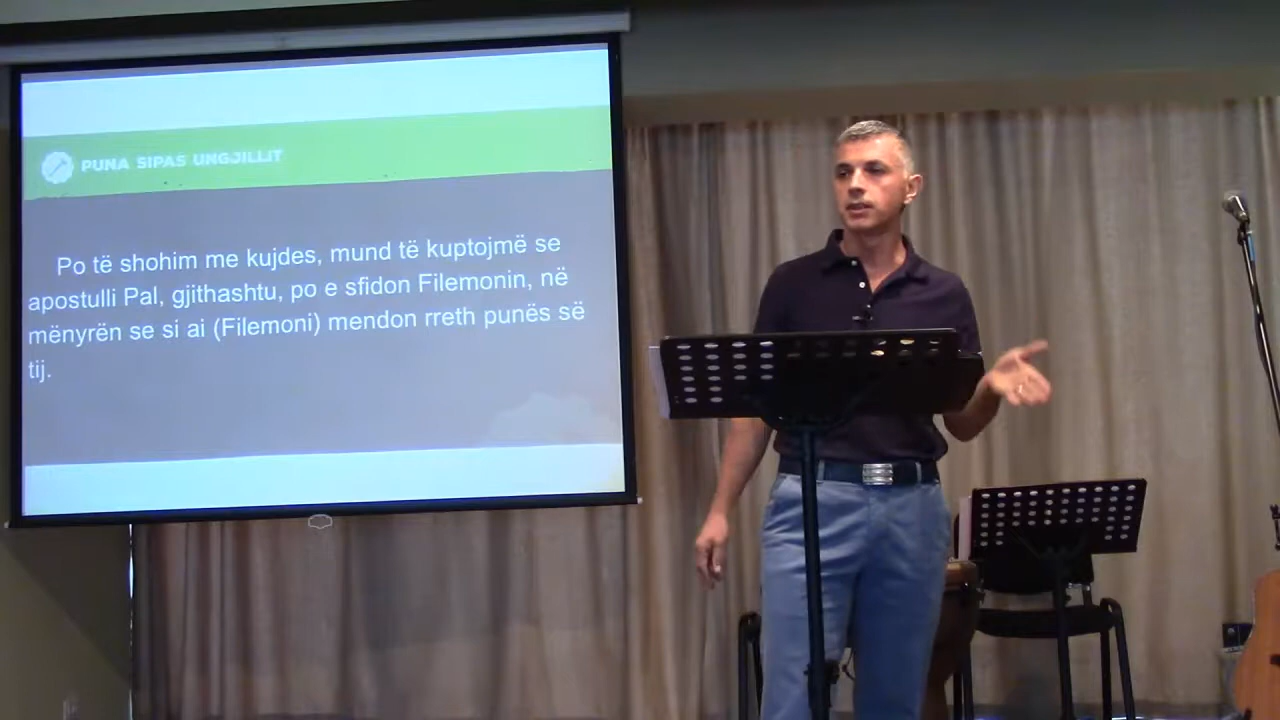 PUNA SIPAS UNGJILLIT
Po të shohim me kujdes, mund të kuptojmë se
apostulli Pal, gjithashtu, po e sfidon Filemonin, në
mënyrën se si ai (Filemoni) mendon rreth punës së
tij.